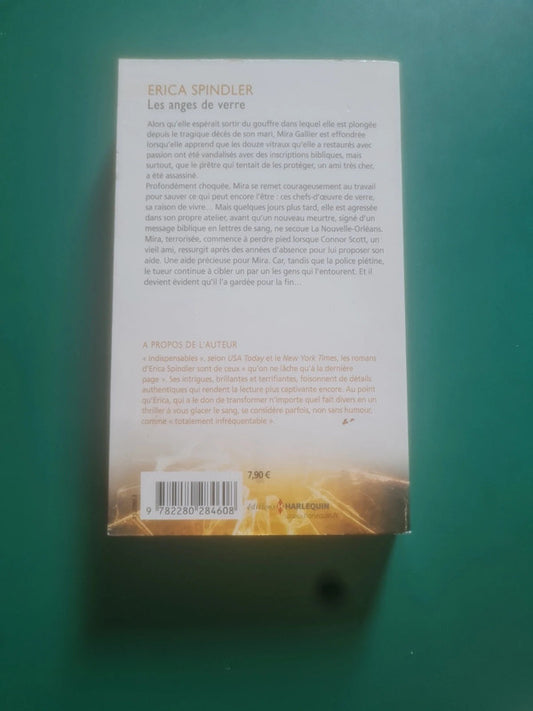 ERICA SPINDLER
Les anges de verre
Alors qu'elle espérait sortir du gouffre dans lequel elle est plongée
depuis le tragique décès de son mari, Mira Gallier est effondrée
lorsqu'elle apprend que les douze vitraux qu'elle a restaurés avec
passion ont été vandalisés avec des inscriptions bibliques, mais
surtout, que le prêtre qui tentait de les protéger, un ami très cher,
a été assassiné.
Profondément choquée, Mira se remet courageusement au travail
pour sauver ce qui peut encore l'être : ces chefs-d'œuvre de verre,
sa raison de vivre... Mais quelques jours plus tard, elle est agressée
dans son propre atelier, avant qu'un nouveau meurtre, signé d'un
message biblique en lettres de sang, ne secoue La Nouvelle-Orléans.
Mira, terrorisée, commence à perdre pied lorsque Connor Scott, un
vieil ami, ressurgit après des années d'absence pour lui proposer son
aide. Une aide précieuse pour Mira. Car, tandis que la police piétine,
le tueur continue à cibler un par un les gens qui l'entourent. Et il
devient évident qu'il l'a gardée pour la fin...
A PROPOS DE L'AUTEUR
« Indispensables », selon USA Today et le New York Times, les romans
d'Erica Spindler sont de ceux « qu'on ne lâche qu'à la dernière
page ». Ses intrigues, brillantes et terrifiantes, foisonnent de détails
authentiques qui rendent la lecture plus captivante encore. Au point
qu'Erica, qui a le don de transformer n'importe quel fait divers en un
thriller à vous glacer le sang, se considère parfois, non sans humour,
comme « totalement infréquentable ».
7,90 €
9 782280 284608
éditions HARLEQUIN
www.harlequin.fr